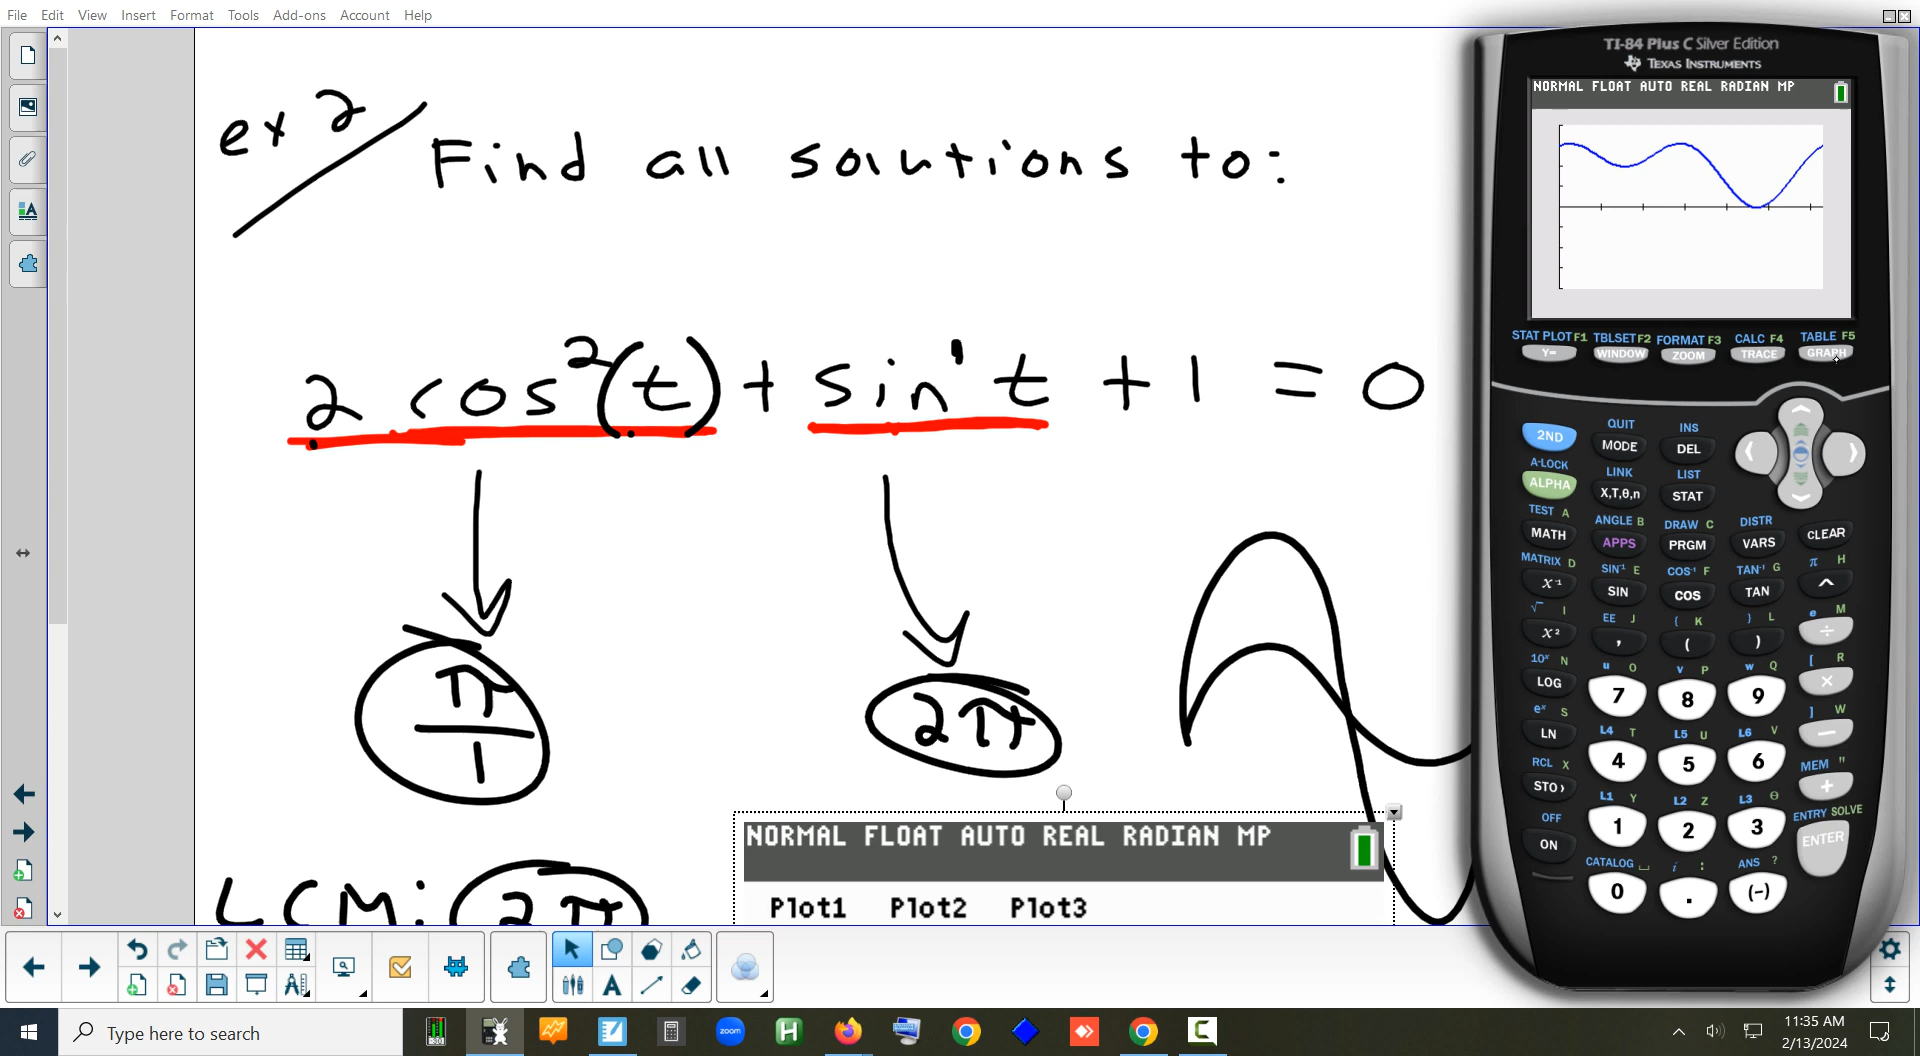 File Edit View Insert Format Tools Add-ons Account Help
ex 2
Find all solutions to:
2 cos²(t) + sin¹ t + 1 = 0
π/1
2π
LCM: 2π
NORMAL FLOAT AUTO REAL RADIAN MP
Plot1 Plot2 Plot3
TI-84 Plus C Silver Edition
TEXAS INSTRUMENTS
NORMAL FLOAT AUTO REAL RADIAN MP
STAT PLOT F1 TBLSET F2 FORMAT F3 CALC F4 TABLE F5
Y= WINDOW ZOOM TRACE GRAPH
QUIT INS
2ND MODE DEL
A-LOCK LINK LIST
ALPHA X,T,θ,n STAT
TEST A ANGLE B DRAW C DISTR
MATH APPS PRGM VARS CLEAR
MATRIX D SIN⁻¹ E COS⁻¹ F TAN⁻¹ G π H
X⁻¹ SIN COS TAN ^
√ I EE J { K } L e M
X² , ( ) ÷
10ˣ N u O v P w Q [ R
LOG 7 8 9 ×
eˣ S L4 T L5 U L6 V ] W
LN 4 5 6 −
RCL X L1 Y L2 Z L3 Θ MEM "
STO› 1 2 3 +
OFF CATALOG i : ANS ? ENTRY SOLVE
ON 0 . (-) ENTER
A
Type here to search
zoom
H
C
11:35 AM
2/13/2024